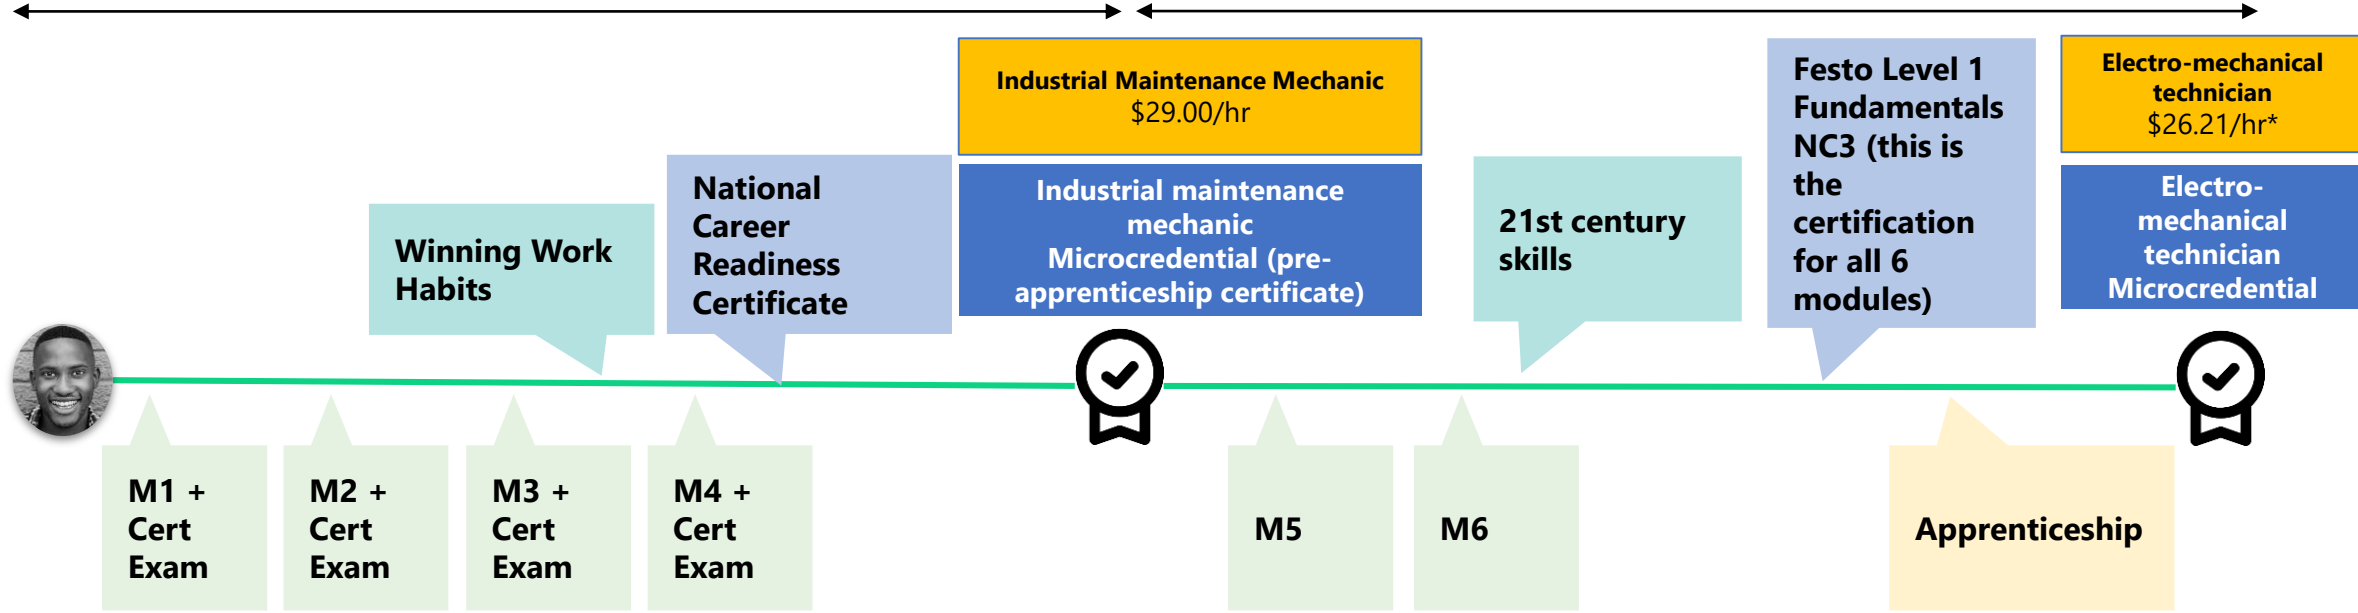 Industrial Maintenance Mechanic
$29.00/hr
Industrial maintenance
mechanic
Microcredential (pre-
apprenticeship certificate)
Electro-mechanical
technician
$26.21/hr*
Electro-
mechanical
technician
Microcredential
Winning Work
Habits
National
Career
Readiness
Certificate
21st century
skills
Festo Level 1
Fundamentals
NC3 (this is
the
certification
for all 6
modules)
M1 +
Cert
Exam
M2 +
Cert
Exam
M3 +
Cert
Exam
M4 +
Cert
Exam
M5
M6
Apprenticeship